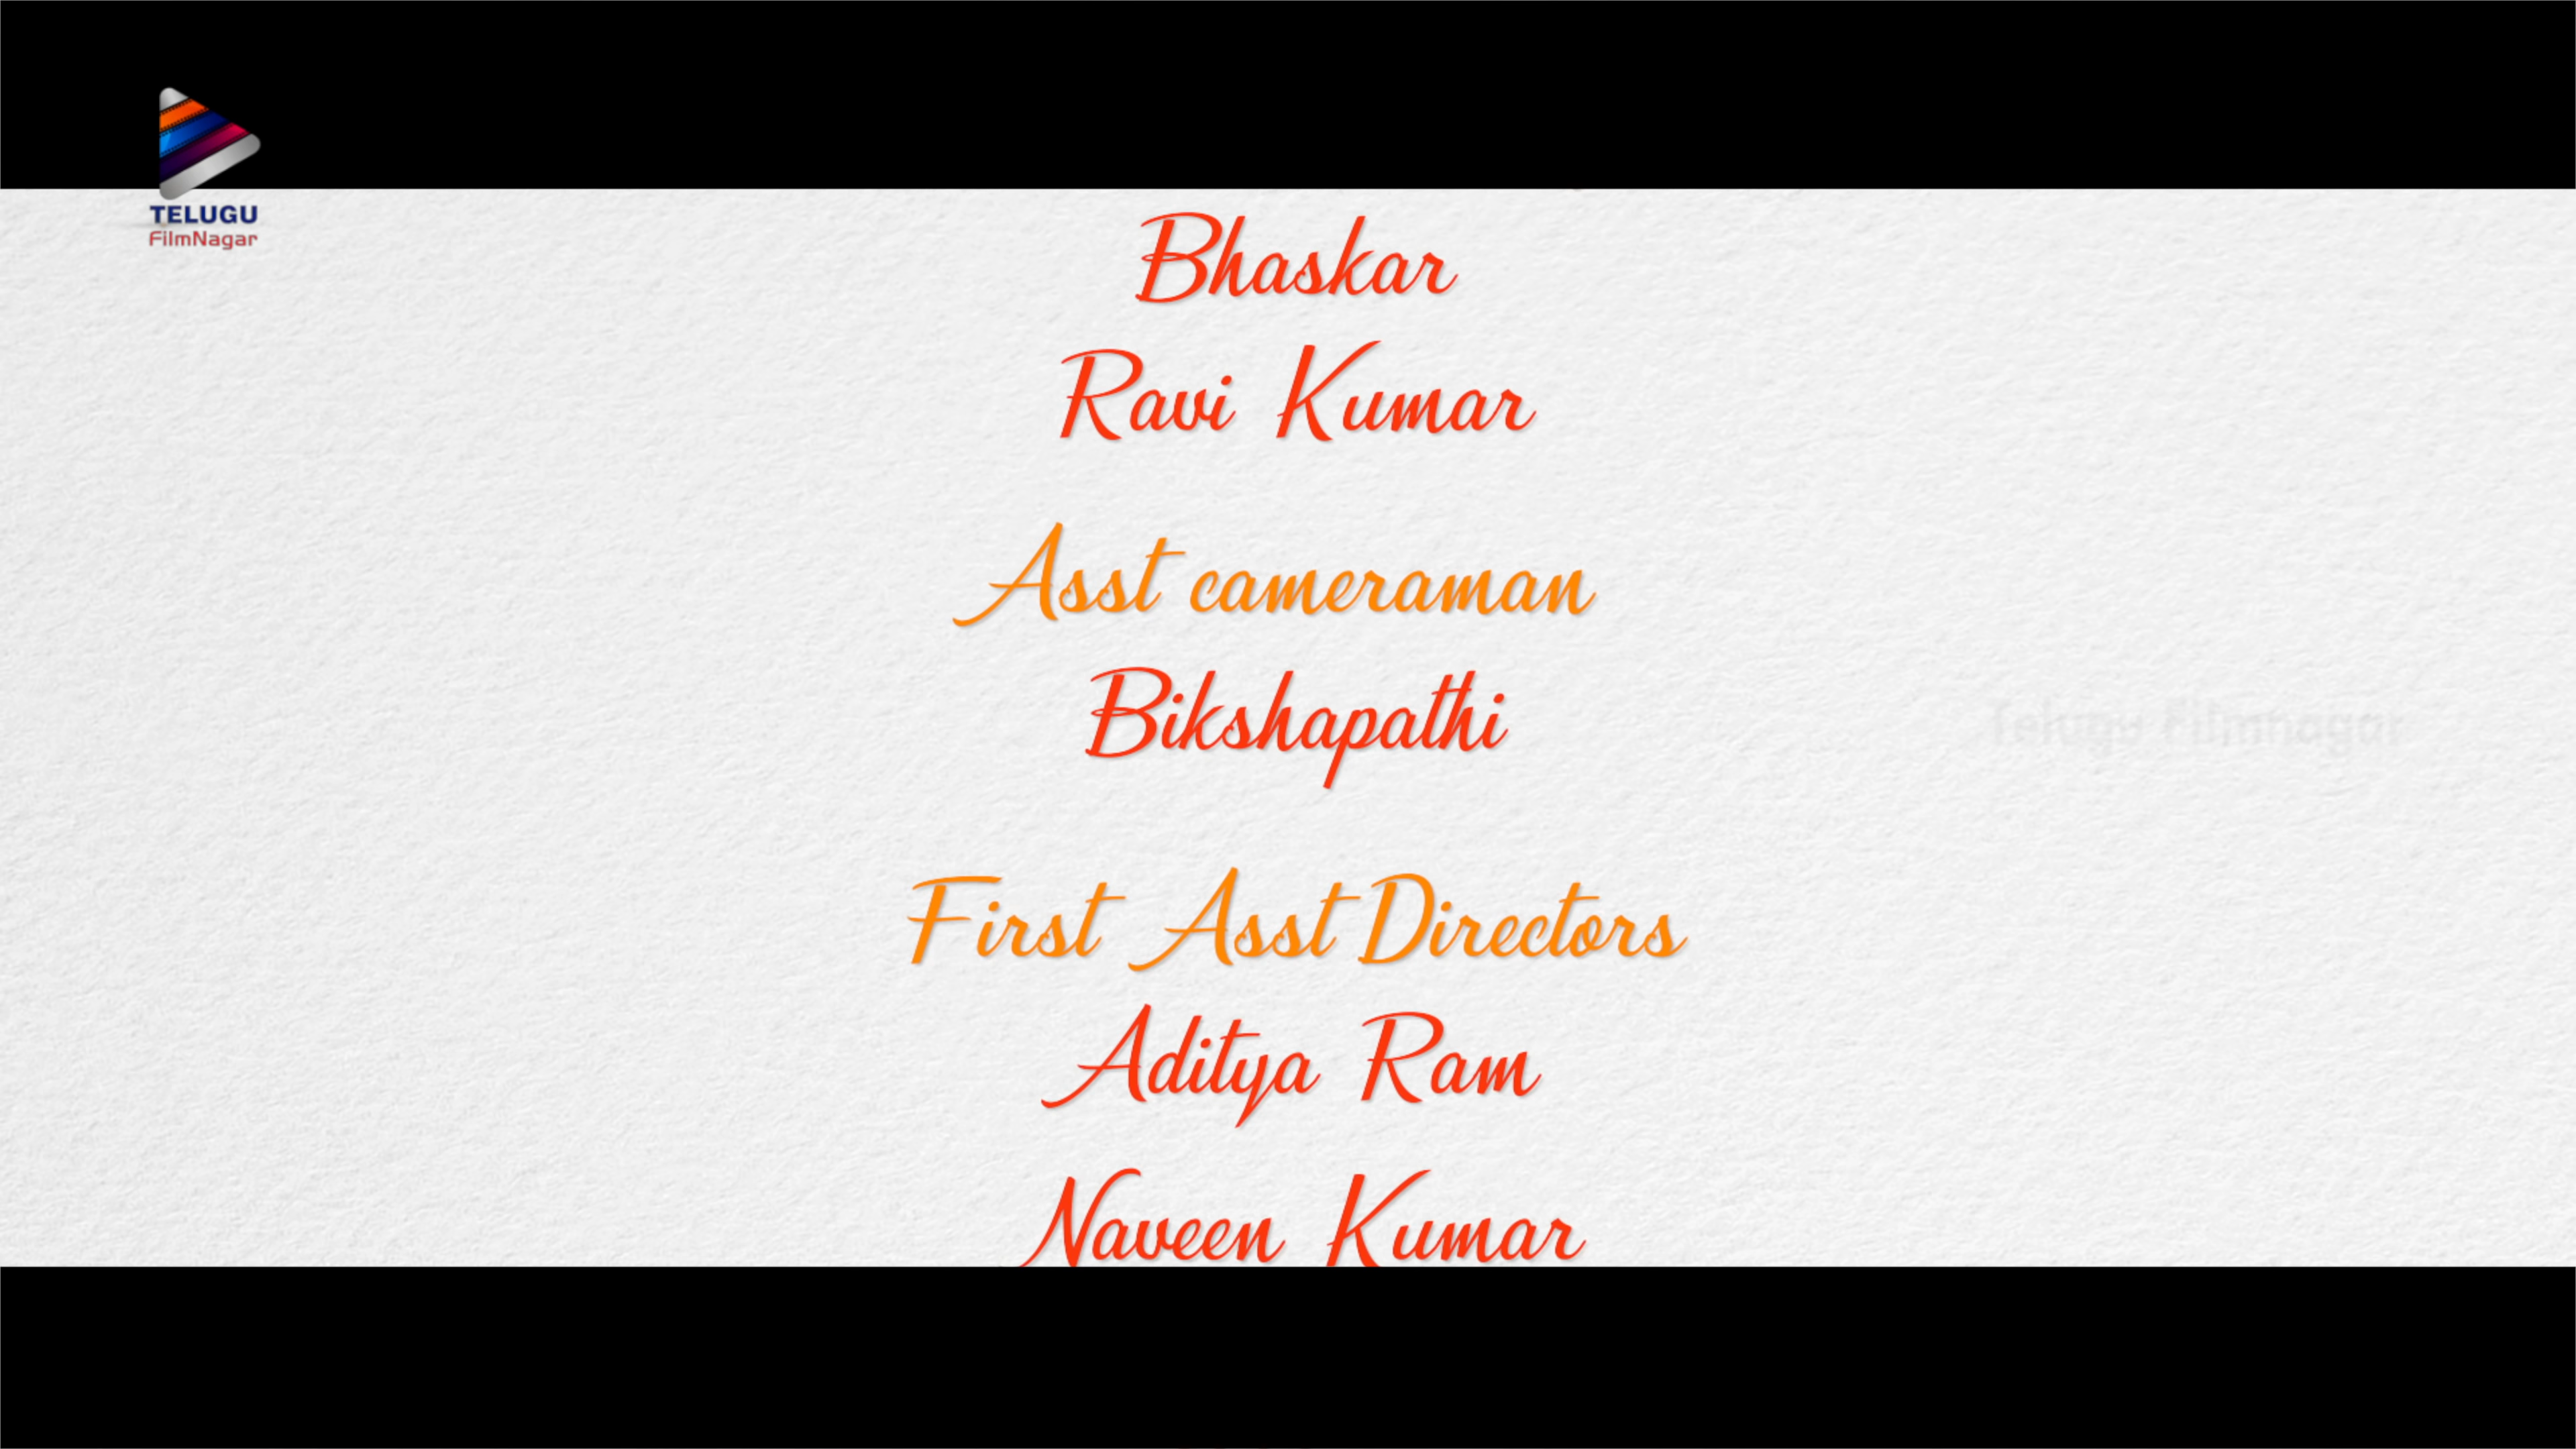 TELUGU
FilmNagar
Bhaskar
Ravi Kumar
Asst cameraman
Bikshapathi
Telugu Filmnagar
First Asst Directors
Aditya Ram
Naveen Kumar